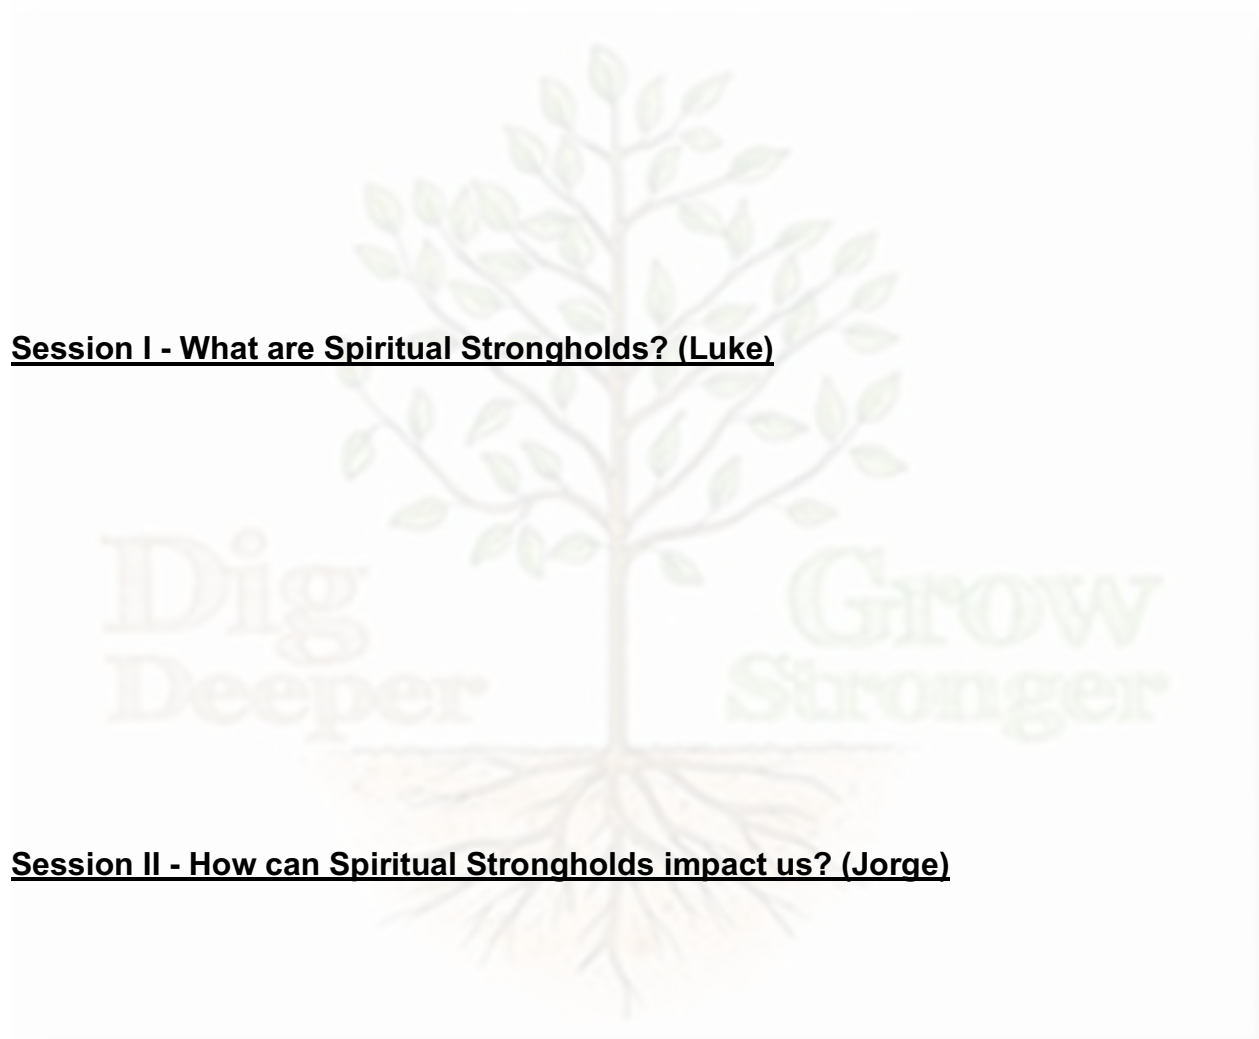 Session I - What are Spiritual Strongholds? (Luke)
Dig Grow
Deeper Stronger
Session II - How can Spiritual Strongholds impact us? (Jorge)